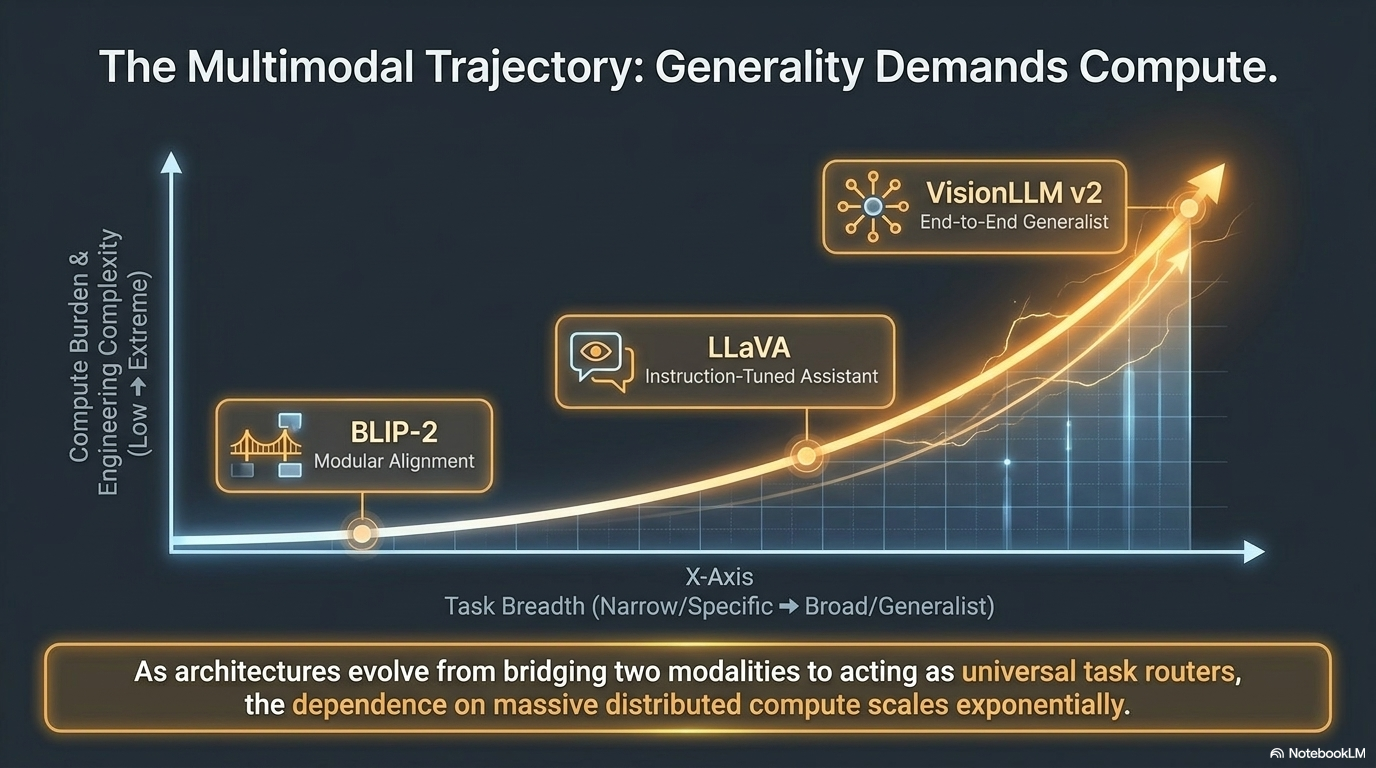 The Multimodal Trajectory: Generality Demands Compute.
Compute Burden &
Engineering Complexity
(Low ➔ Extreme)
VisionLLM v2
End-to-End Generalist
LLaVA
Instruction-Tuned Assistant
BLIP-2
Modular Alignment
X-Axis
Task Breadth (Narrow/Specific ➔ Broad/Generalist)
As architectures evolve from bridging two modalities to acting as universal task routers,
the dependence on massive distributed compute scales exponentially.
NotebookLM